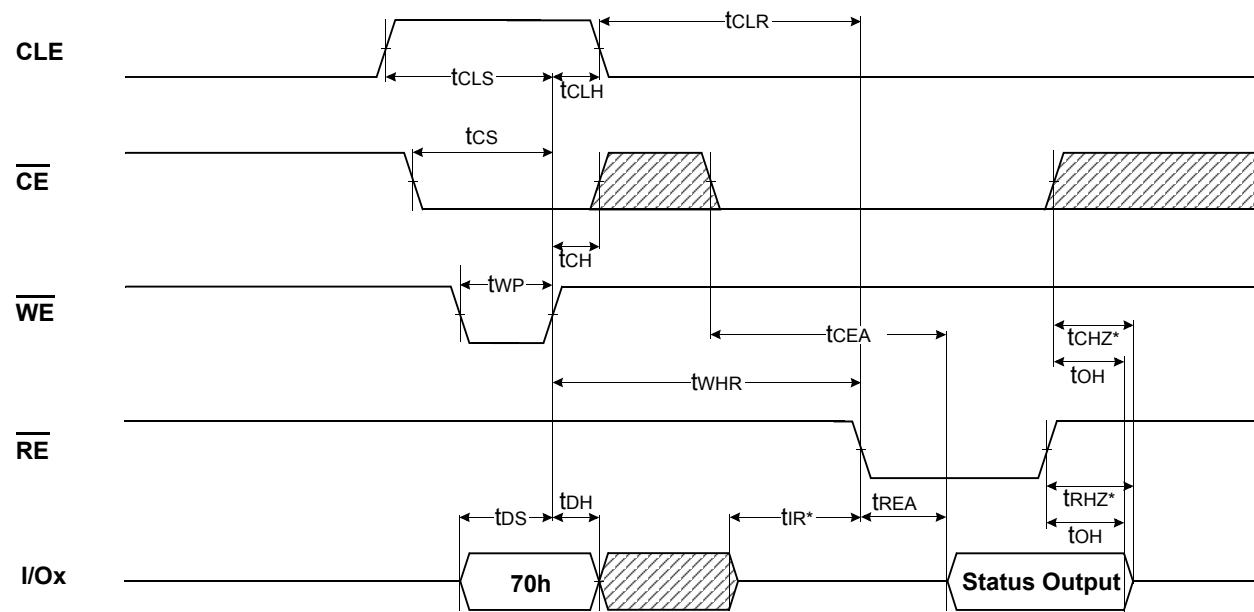 tCLR
CLE
tCLS
tCLH
tCS
CE
tCH
tWP
WE
tCEA
tCHZ*
tOH
tWHR
RE
tDS
tDH
tIR*
tREA
tRHZ*
tOH
I/Ox
70h
Status Output